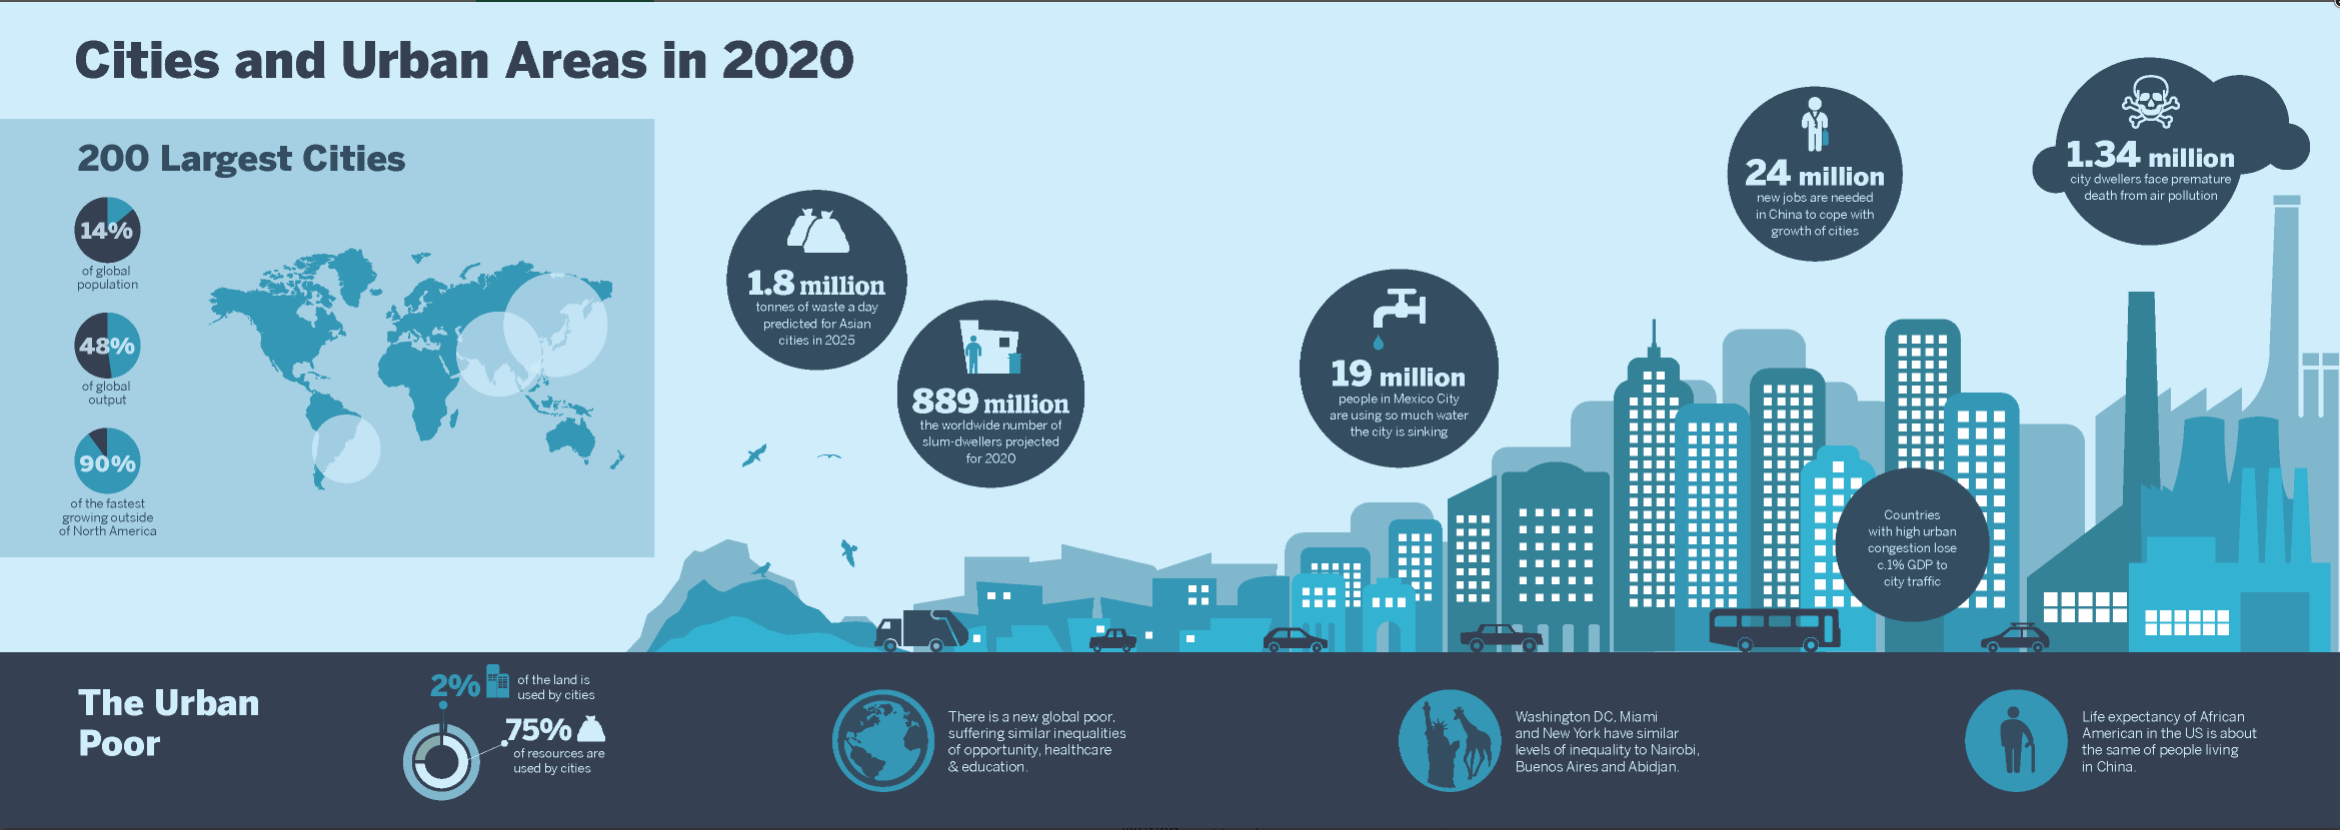 Cities and Urban Areas in 2020
200 Largest Cities
14%
of global
population
48%
of global
output
90%
of the fastest
growing outside
of North America
1.8 million
tonnes of waste a day
predicted for Asian
cities in 2025
889 million
the worldwide number of
slum-dwellers projected
for 2020
19 million
people in Mexico City
are using so much water
the city is sinking
24 million
new jobs are needed
in China to cope with
growth of cities
1.34 million
city dwellers face premature
death from air pollution
Countries
with high urban
congestion lose
c.1% GDP to
city traffic
The Urban
Poor
2%
of the land is
used by cities
75%
of resources are
used by cities
There is a new global poor,
suffering similar inequalities
of opportunity, healthcare
& education.
Washington DC, Miami
and New York have similar
levels of inequality to Nairobi,
Buenos Aires and Abidjan.
Life expectancy of African
American in the US is about
the same of people living
in China.